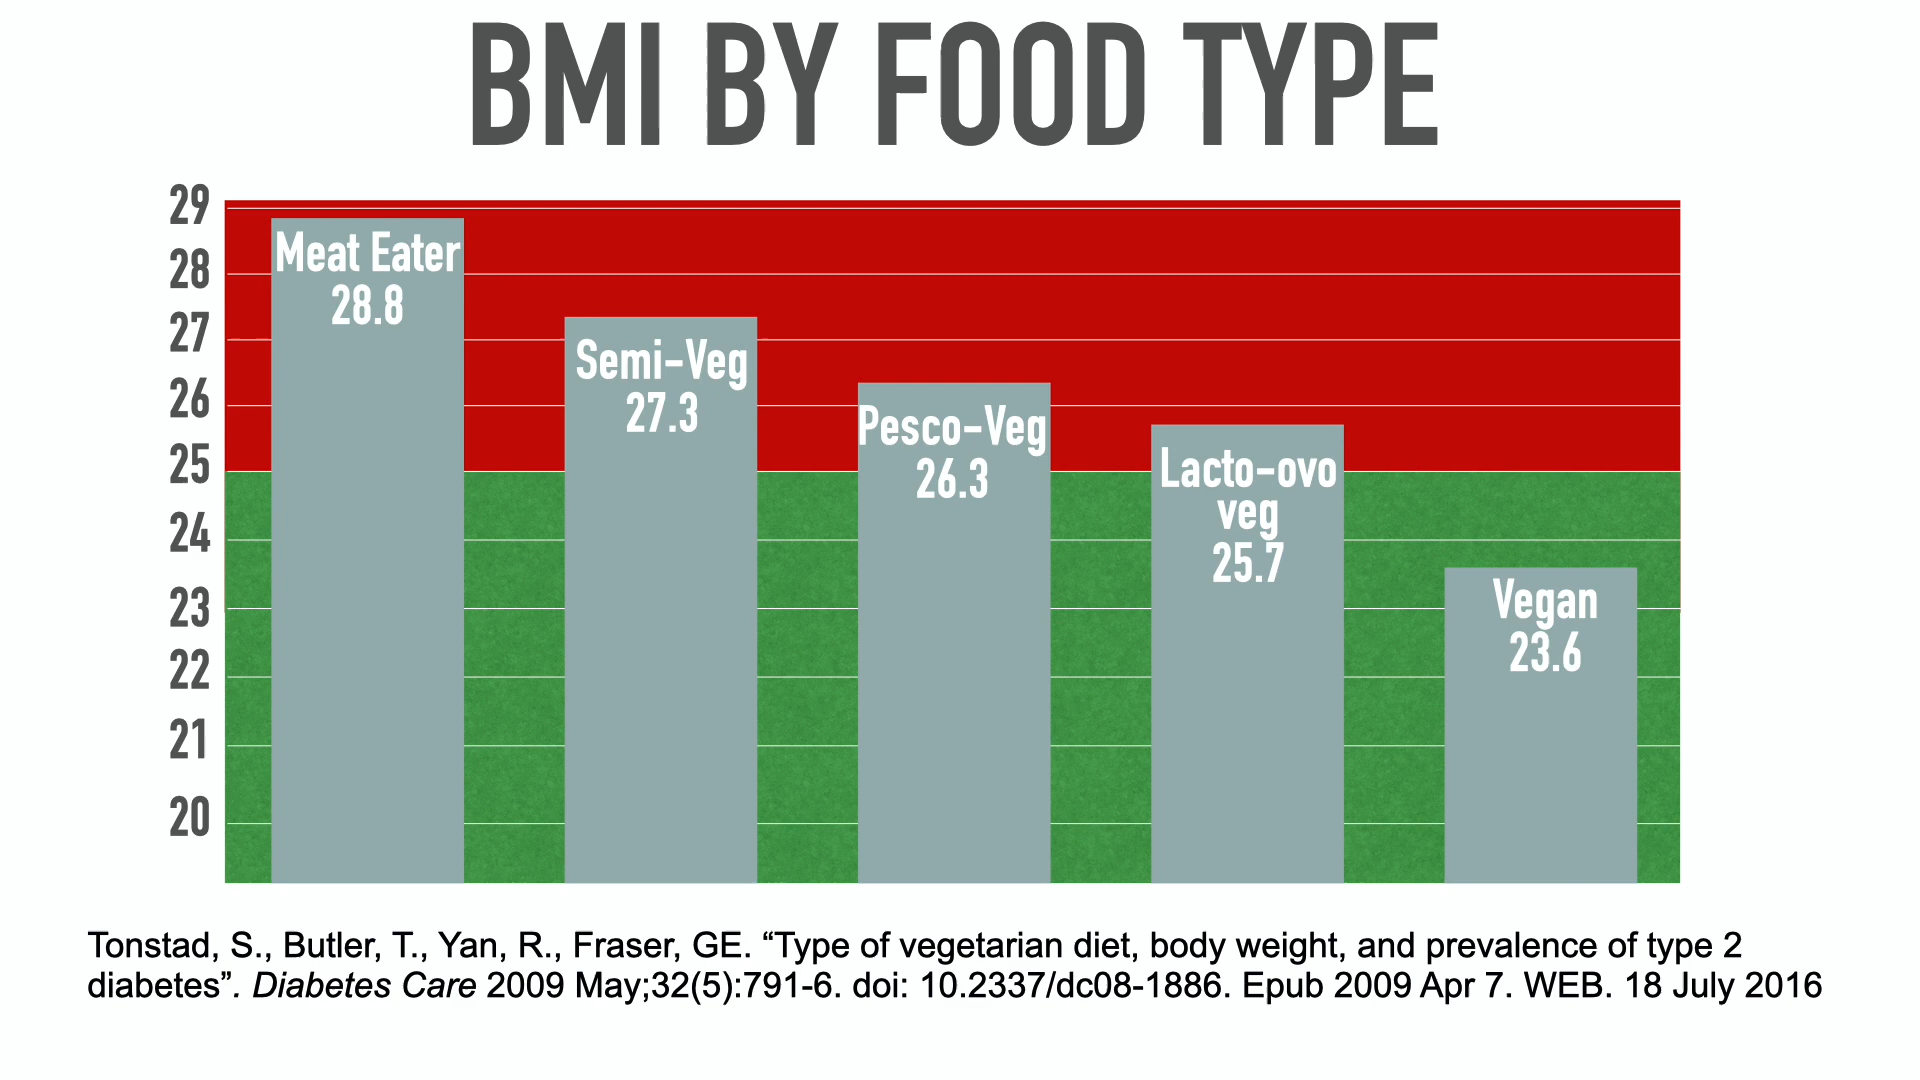 BMI BY FOOD TYPE
29
28
27
26
25
24
23
22
21
20
Meat Eater
28.8
Semi-Veg
27.3
Pesco-Veg
26.3
Lacto-ovo
veg
25.7
Vegan
23.6
Tonstad, S., Butler, T., Yan, R., Fraser, GE. “Type of vegetarian diet, body weight, and prevalence of type 2
diabetes”. Diabetes Care 2009 May;32(5):791-6. doi: 10.2337/dc08-1886. Epub 2009 Apr 7. WEB. 18 July 2016